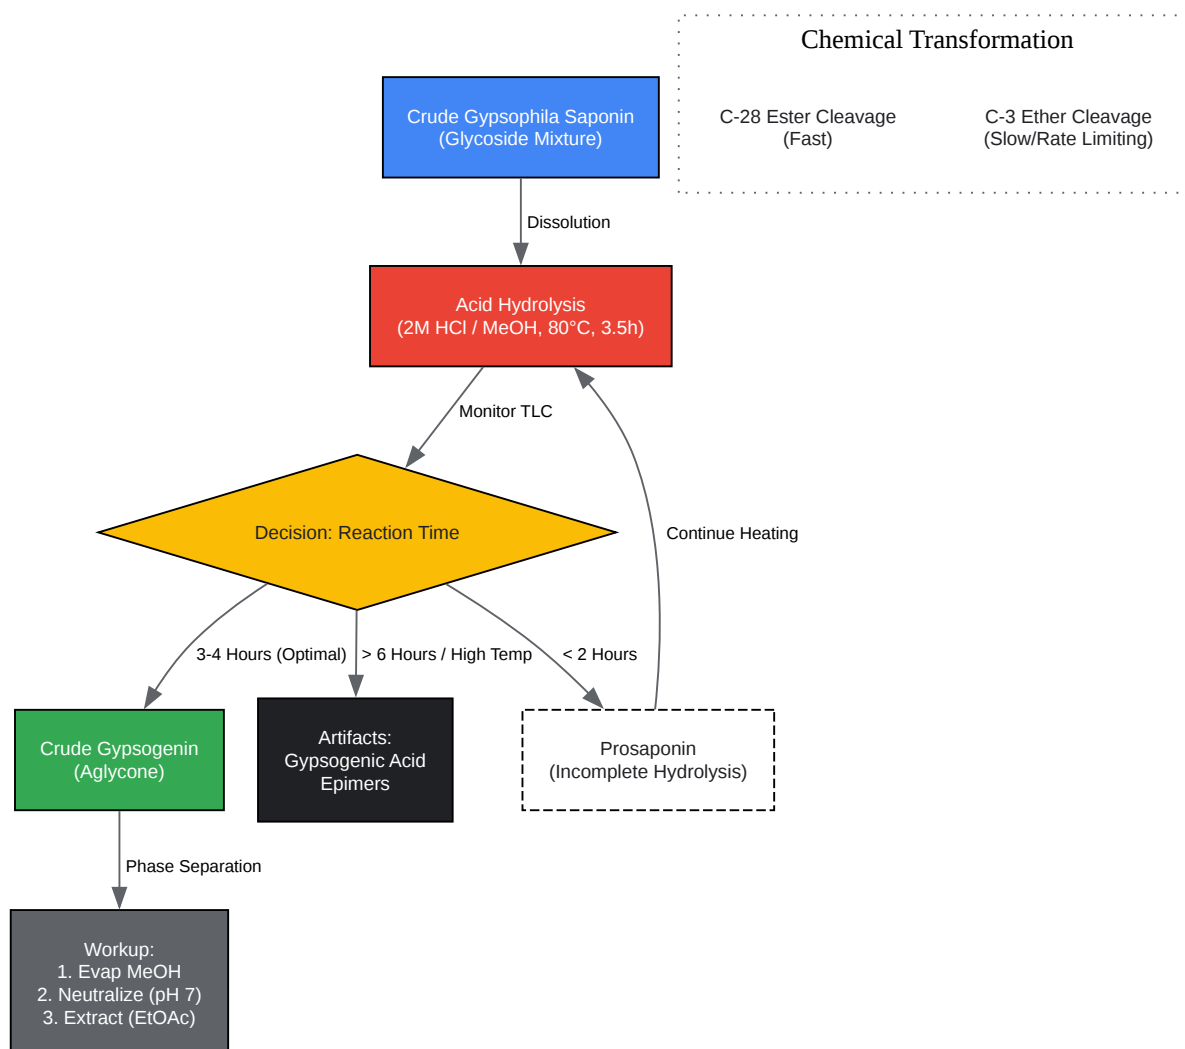 Chemical Transformation
C-28 Ester Cleavage
(Fast)
C-3 Ether Cleavage
(Slow/Rate Limiting)
Crude Gypsophila Saponin
(Glycoside Mixture)
Dissolution
Acid Hydrolysis
(2M HCl / MeOH, 80°C, 3.5h)
Monitor TLC
Decision: Reaction Time
Continue Heating
3-4 Hours (Optimal)
> 6 Hours / High Temp
< 2 Hours
Crude Gypsogenin
(Aglycone)
Artifacts:
Gypsogenic Acid
Epimers
Prosaponin
(Incomplete Hydrolysis)
Phase Separation
Workup:
1. Evap MeOH
2. Neutralize (pH 7)
3. Extract (EtOAc)